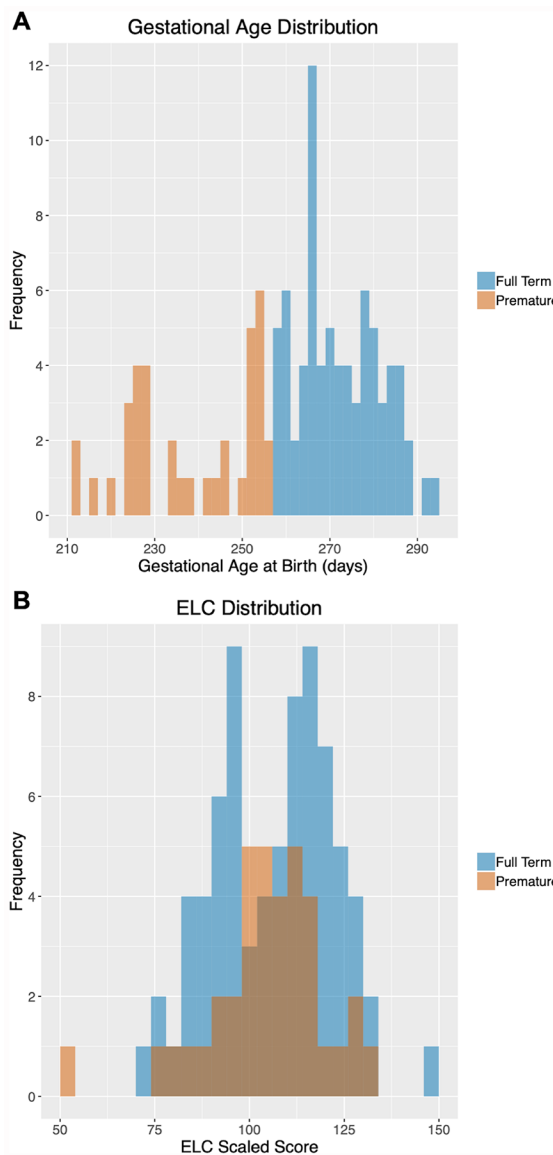 A
Gestational Age Distribution
12
10
8
6
4
2
0
Frequency
210 230 250 270 290
Gestational Age at Birth (days)
Full Term
Premature
B
ELC Distribution
8
6
4
2
0
Frequency
50 75 100 125 150
ELC Scaled Score
Full Term
Premature